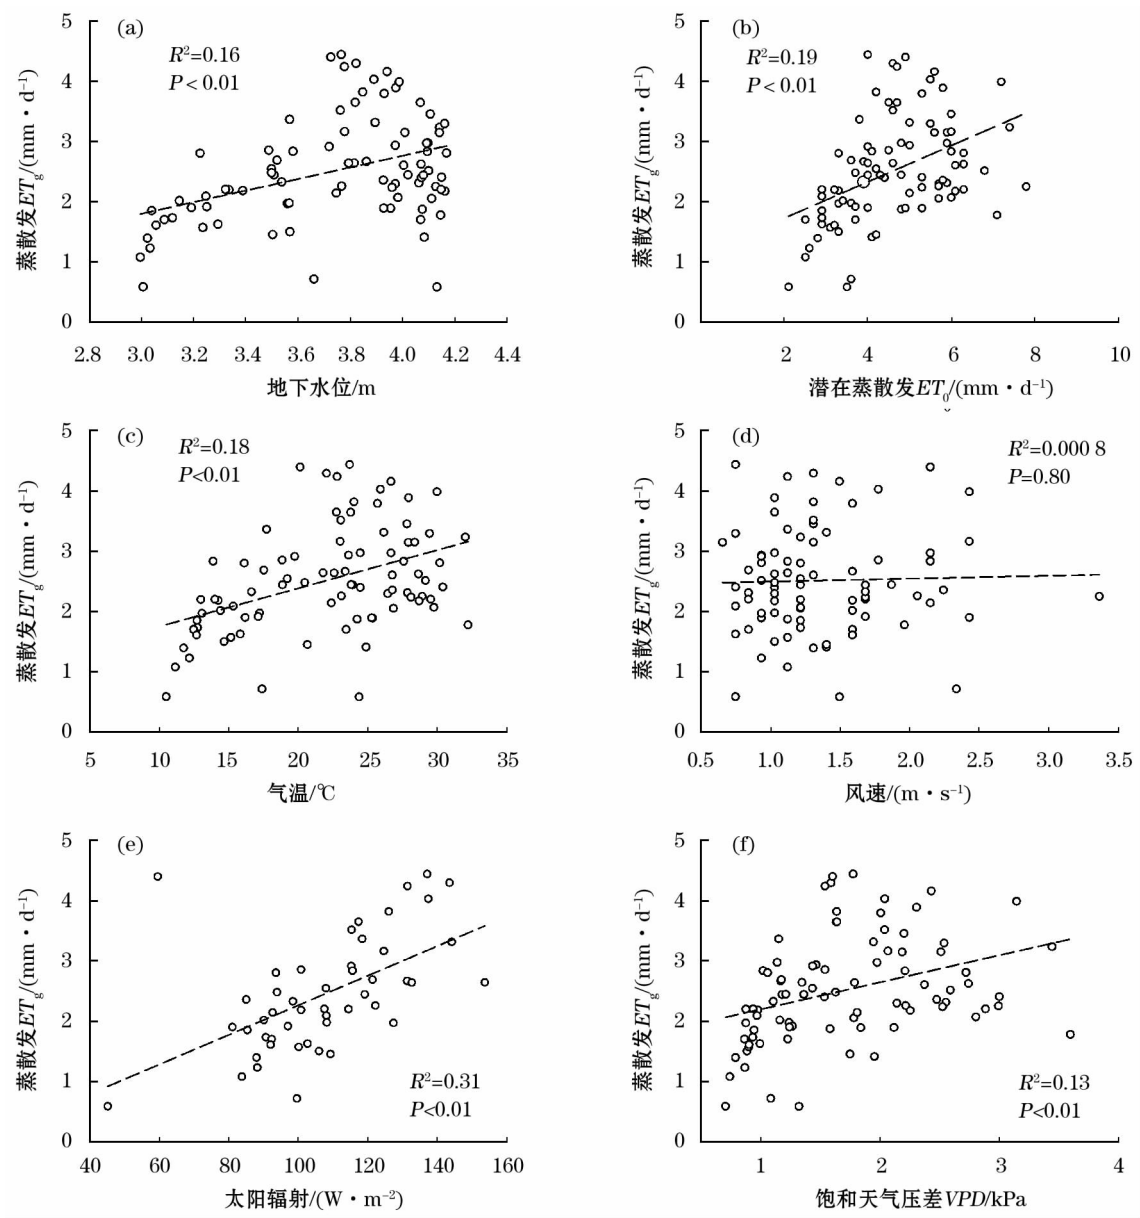 (a)
R²=0.16
P < 0.01
蒸散发ETg/(mm·d⁻¹)
5
4
3
2
1
0
2.8 3.0 3.2 3.4 3.6 3.8 4.0 4.2 4.4
地下水位/m
(b)
R²=0.19
P < 0.01
蒸散发ETg/(mm·d⁻¹)
5
4
3
2
1
0
2 4 6 8 10
潜在蒸散发ET₀/(mm·d⁻¹)
(c)
R²=0.18
P<0.01
蒸散发ETg/(mm·d⁻¹)
5
4
3
2
1
0
5 10 15 20 25 30 35
气温/℃
(d)
R²=0.000 8
P=0.80
蒸散发ETg/(mm·d⁻¹)
5
4
3
2
1
0
0.5 1.0 1.5 2.0 2.5 3.0 3.5
风速/(m·s⁻¹)
(e)
R²=0.31
P<0.01
蒸散发ETg/(mm·d⁻¹)
5
4
3
2
1
0
40 60 80 100 120 140 160
太阳辐射/(W·m⁻²)
(f)
R²=0.13
P<0.01
蒸散发ETg/(mm·d⁻¹)
5
4
3
2
1
0
1 2 3 4
饱和天气压差VPD/kPa